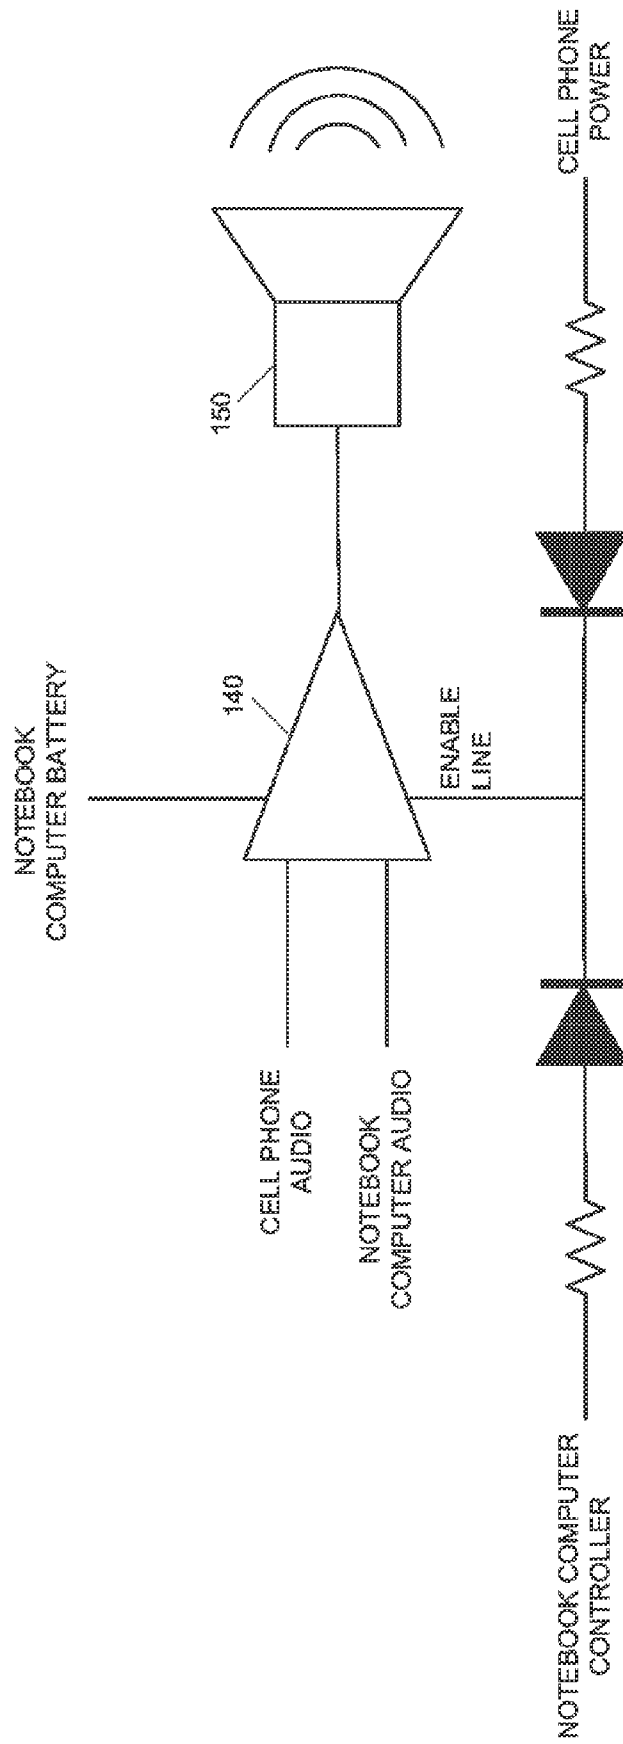 NOTEBOOK
COMPUTER BATTERY
140
150
CELL PHONE
AUDIO
NOTEBOOK
COMPUTER AUDIO
ENABLE
LINE
NOTEBOOK COMPUTER
CONTROLLER
CELL PHONE
POWER